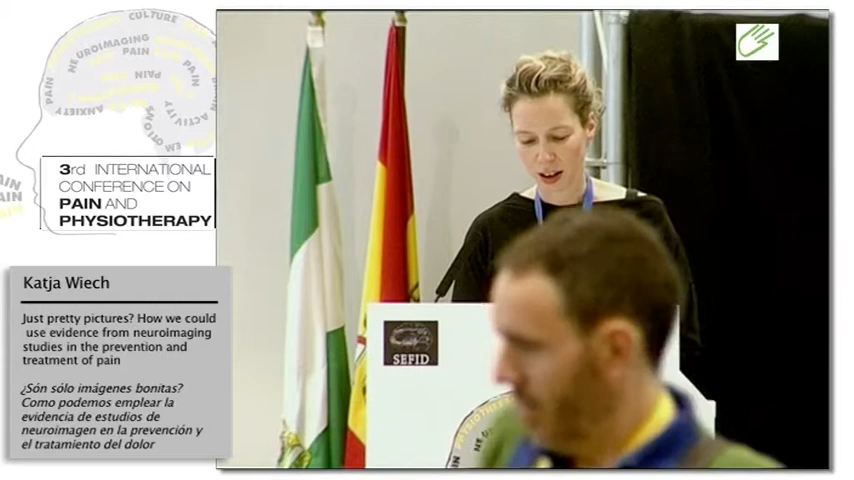 CULTURE
NEUROIMAGING
PAIN
PAIN
PAIN
PAIN
ANXIETY
ACTIVITY
PAIN
PAIN
3rd INTERNATIONAL
CONFERENCE ON
PAIN AND
PHYSIOTHERAPY
Katja Wiech
Just pretty pictures? How we could
use evidence from neuroimaging
studies in the prevention and
treatment of pain
¿Són sólo imágenes bonitas?
Como podemos emplear la
evidencia de estudios de
neuroimagen en la prevención y
el tratamiento del dolor
SEFID